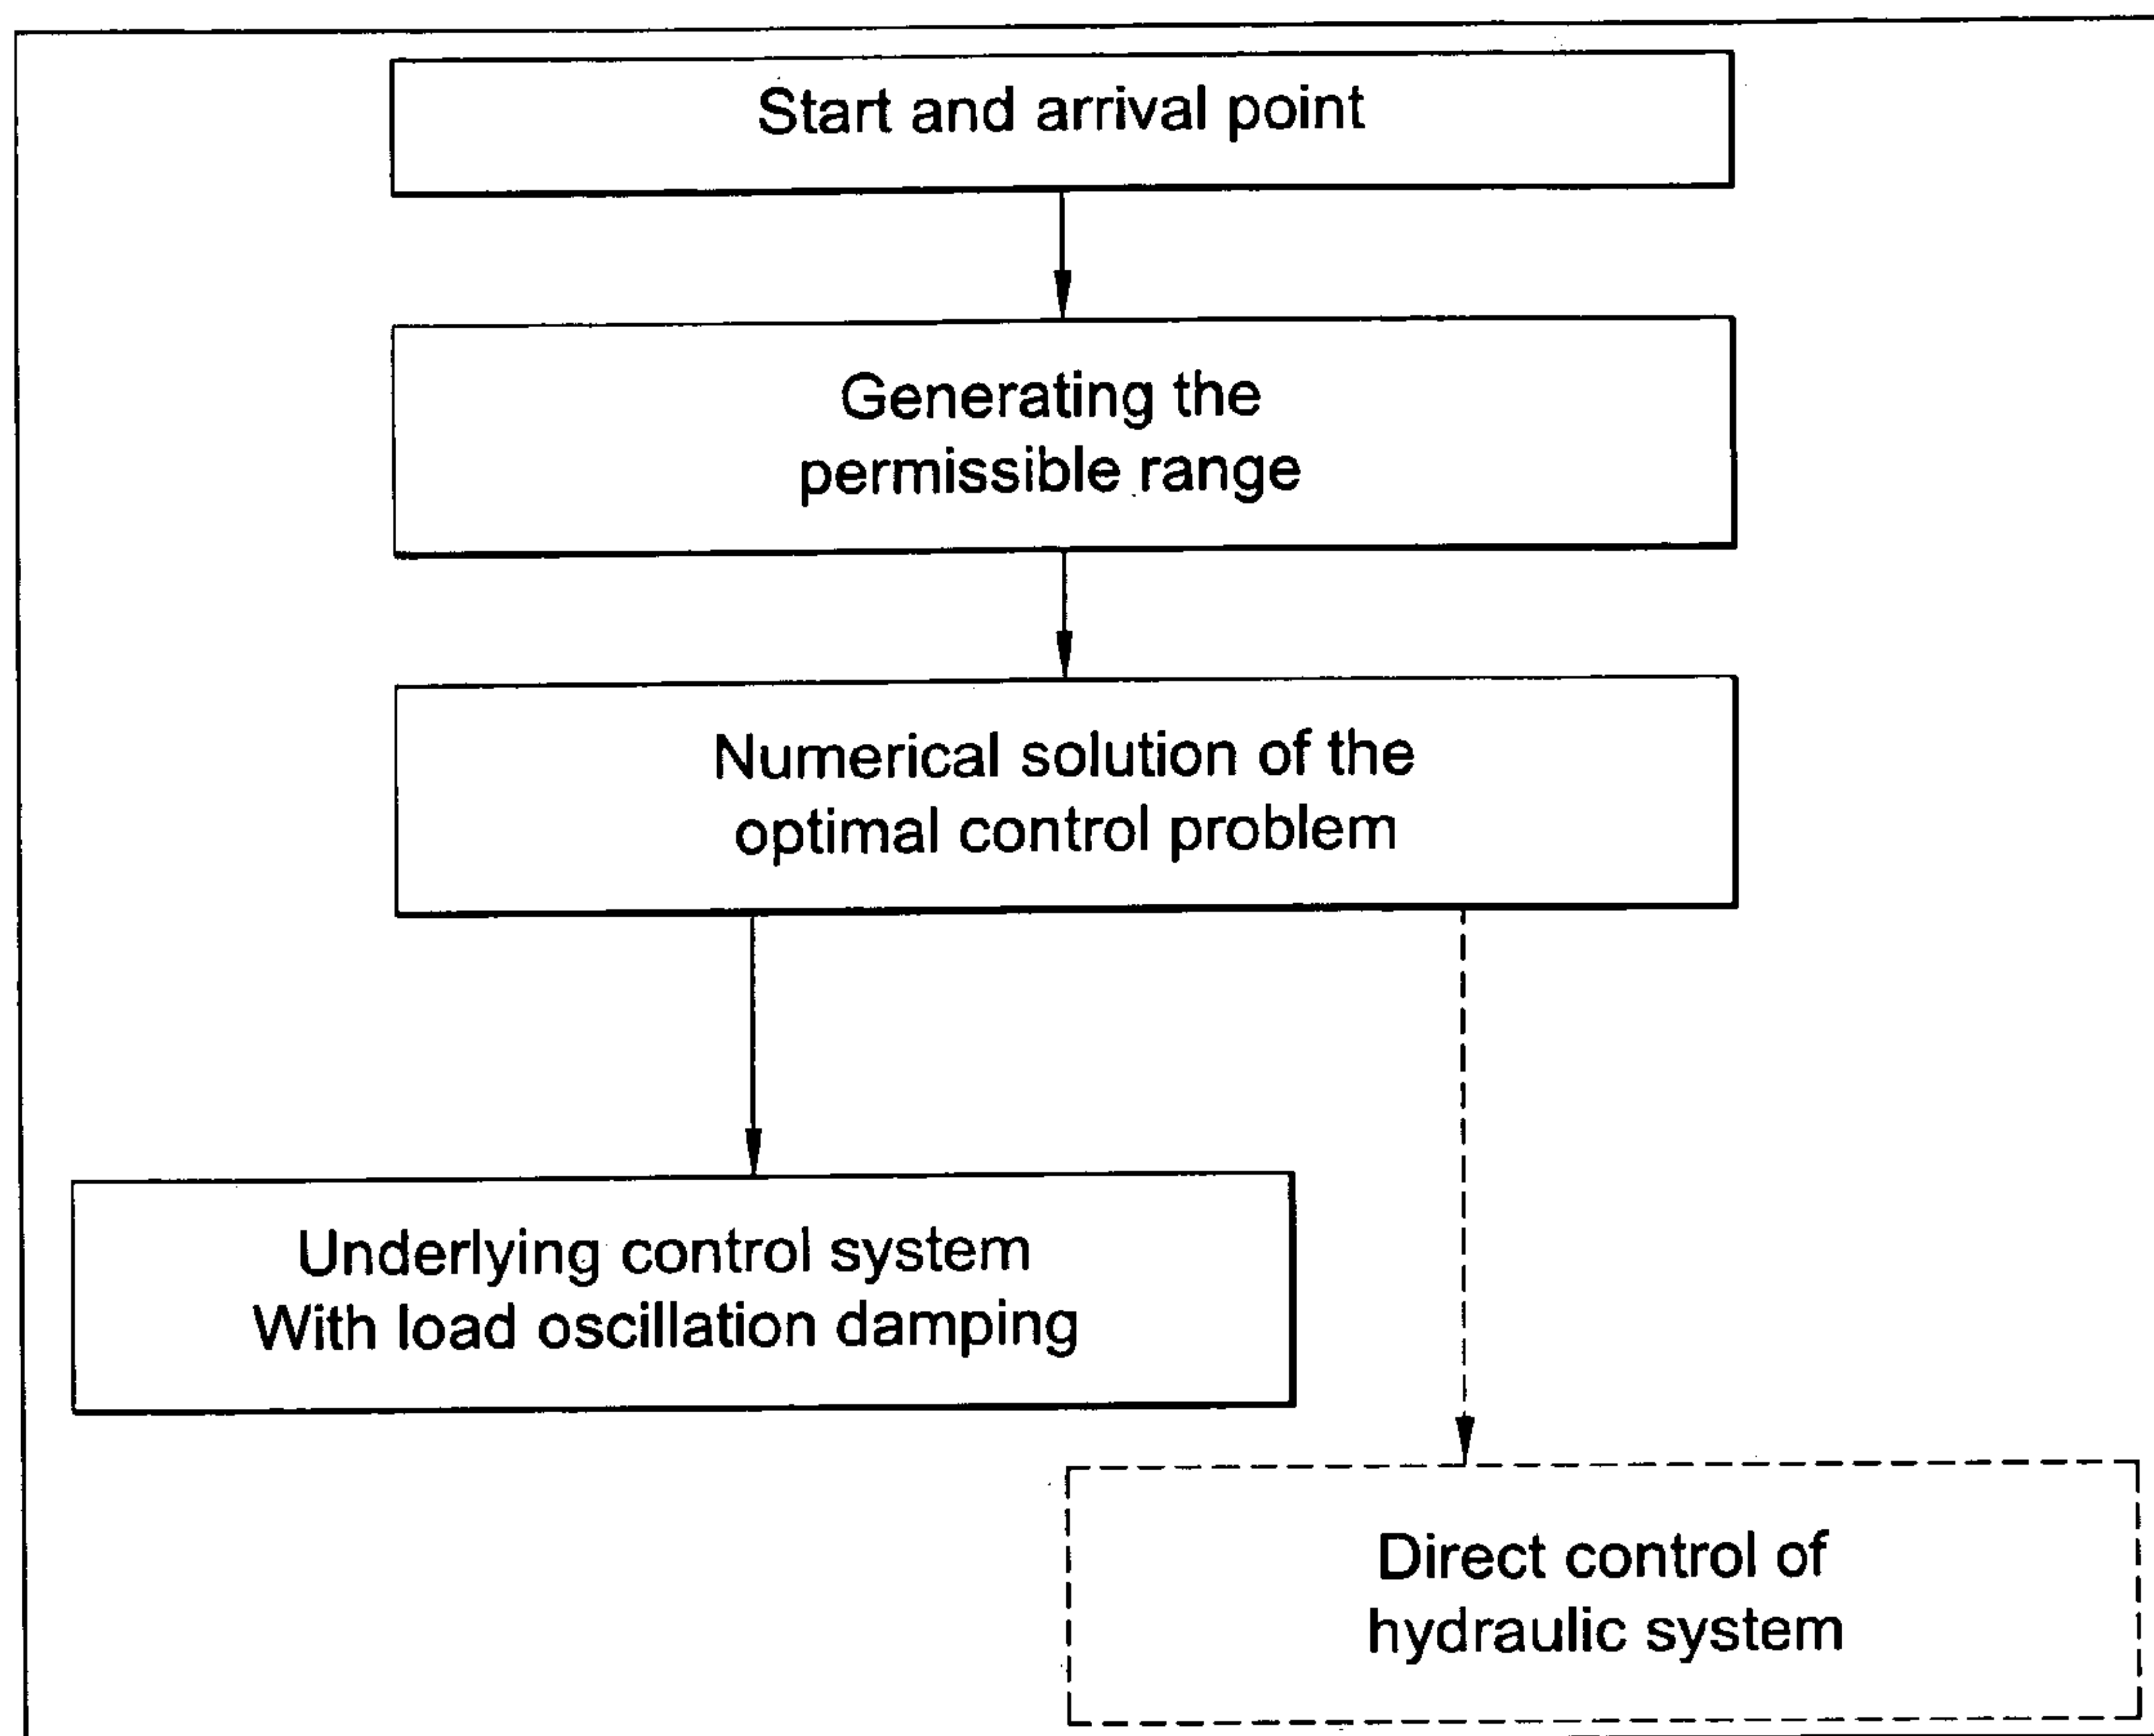 Start and arrival point
Generating the
permissible range
Numerical solution of the
optimal control problem
Underlying control system
With load oscillation damping
Direct control of
hydraulic system